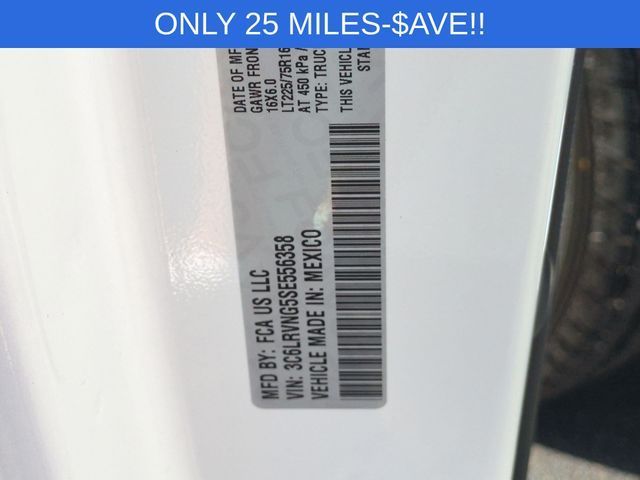 ONLY 25 MILES-$AVE!!
MFD BY: FCA US LLC
DATE OF MF
GAWR FRON
16X6.0
LT225/75R16
AT 450 kPa /
TYPE: TRUC
VIN: 3C6LRVNG5SE556358
THIS VEHICL
STAN
VEHICLE MADE IN: MEXICO